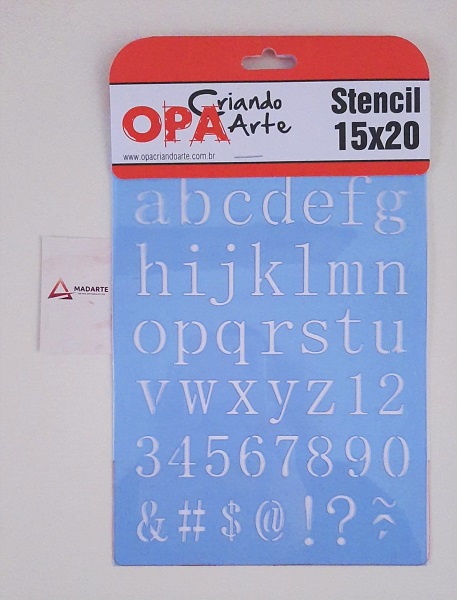 Criando
OPA Arte
www.opacriandoarte.com.br
Stencil
15x20
abcdefg
hijklmn
opqrstu
vwxyz12
34567890
&#$@!?~^´
MADARTE